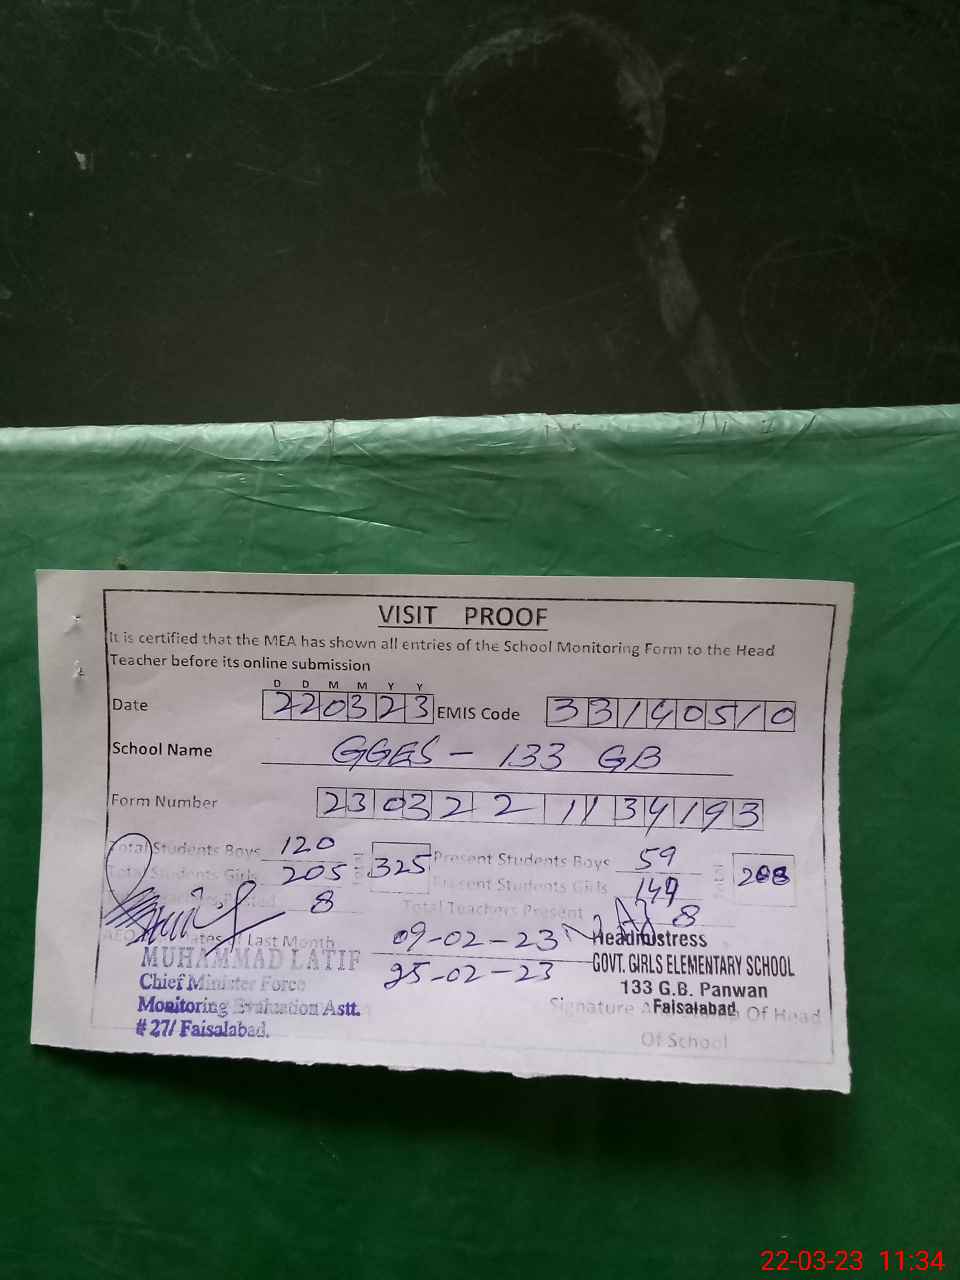 VISIT PROOF
It is certified that the MEA has shown all entries of the School Monitoring Form to the Head
Teacher before its online submission
D D M M Y Y
Date 220323 EMIS Code 33140510
School Name GGES - 133 GB
Form Number 230322 1134193
Total Students Boys 120 325 Present Students Boys 59
Total Students Girls 205 Present Students Girls 149 208
8 Total Teachers Present 8
Last Month 09-02-23 Headmistress
MUHAMMAD LATIF 25-02-23 GOVT. GIRLS ELEMENTARY SCHOOL
Chief Minister Force 133 G.B. Panwan
Monitoring Evaluation Astt. Signature Faisalabad Of Head
# 27/ Faisalabad. Of School
22-03-23 11:34